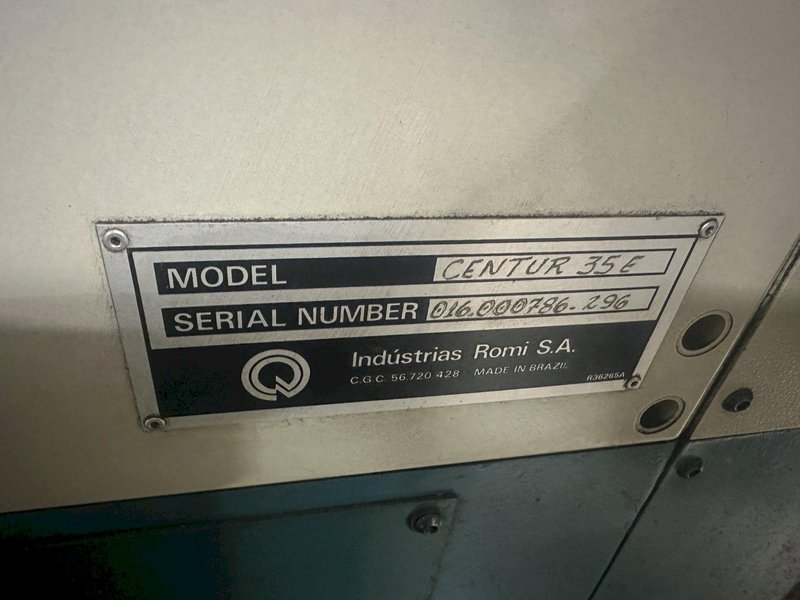 MODEL CENTUR 35E
SERIAL NUMBER 016.000786-296
Indústrias Romi S.A.
C.G.C. 56.720.428 MADE IN BRAZIL
R36265A